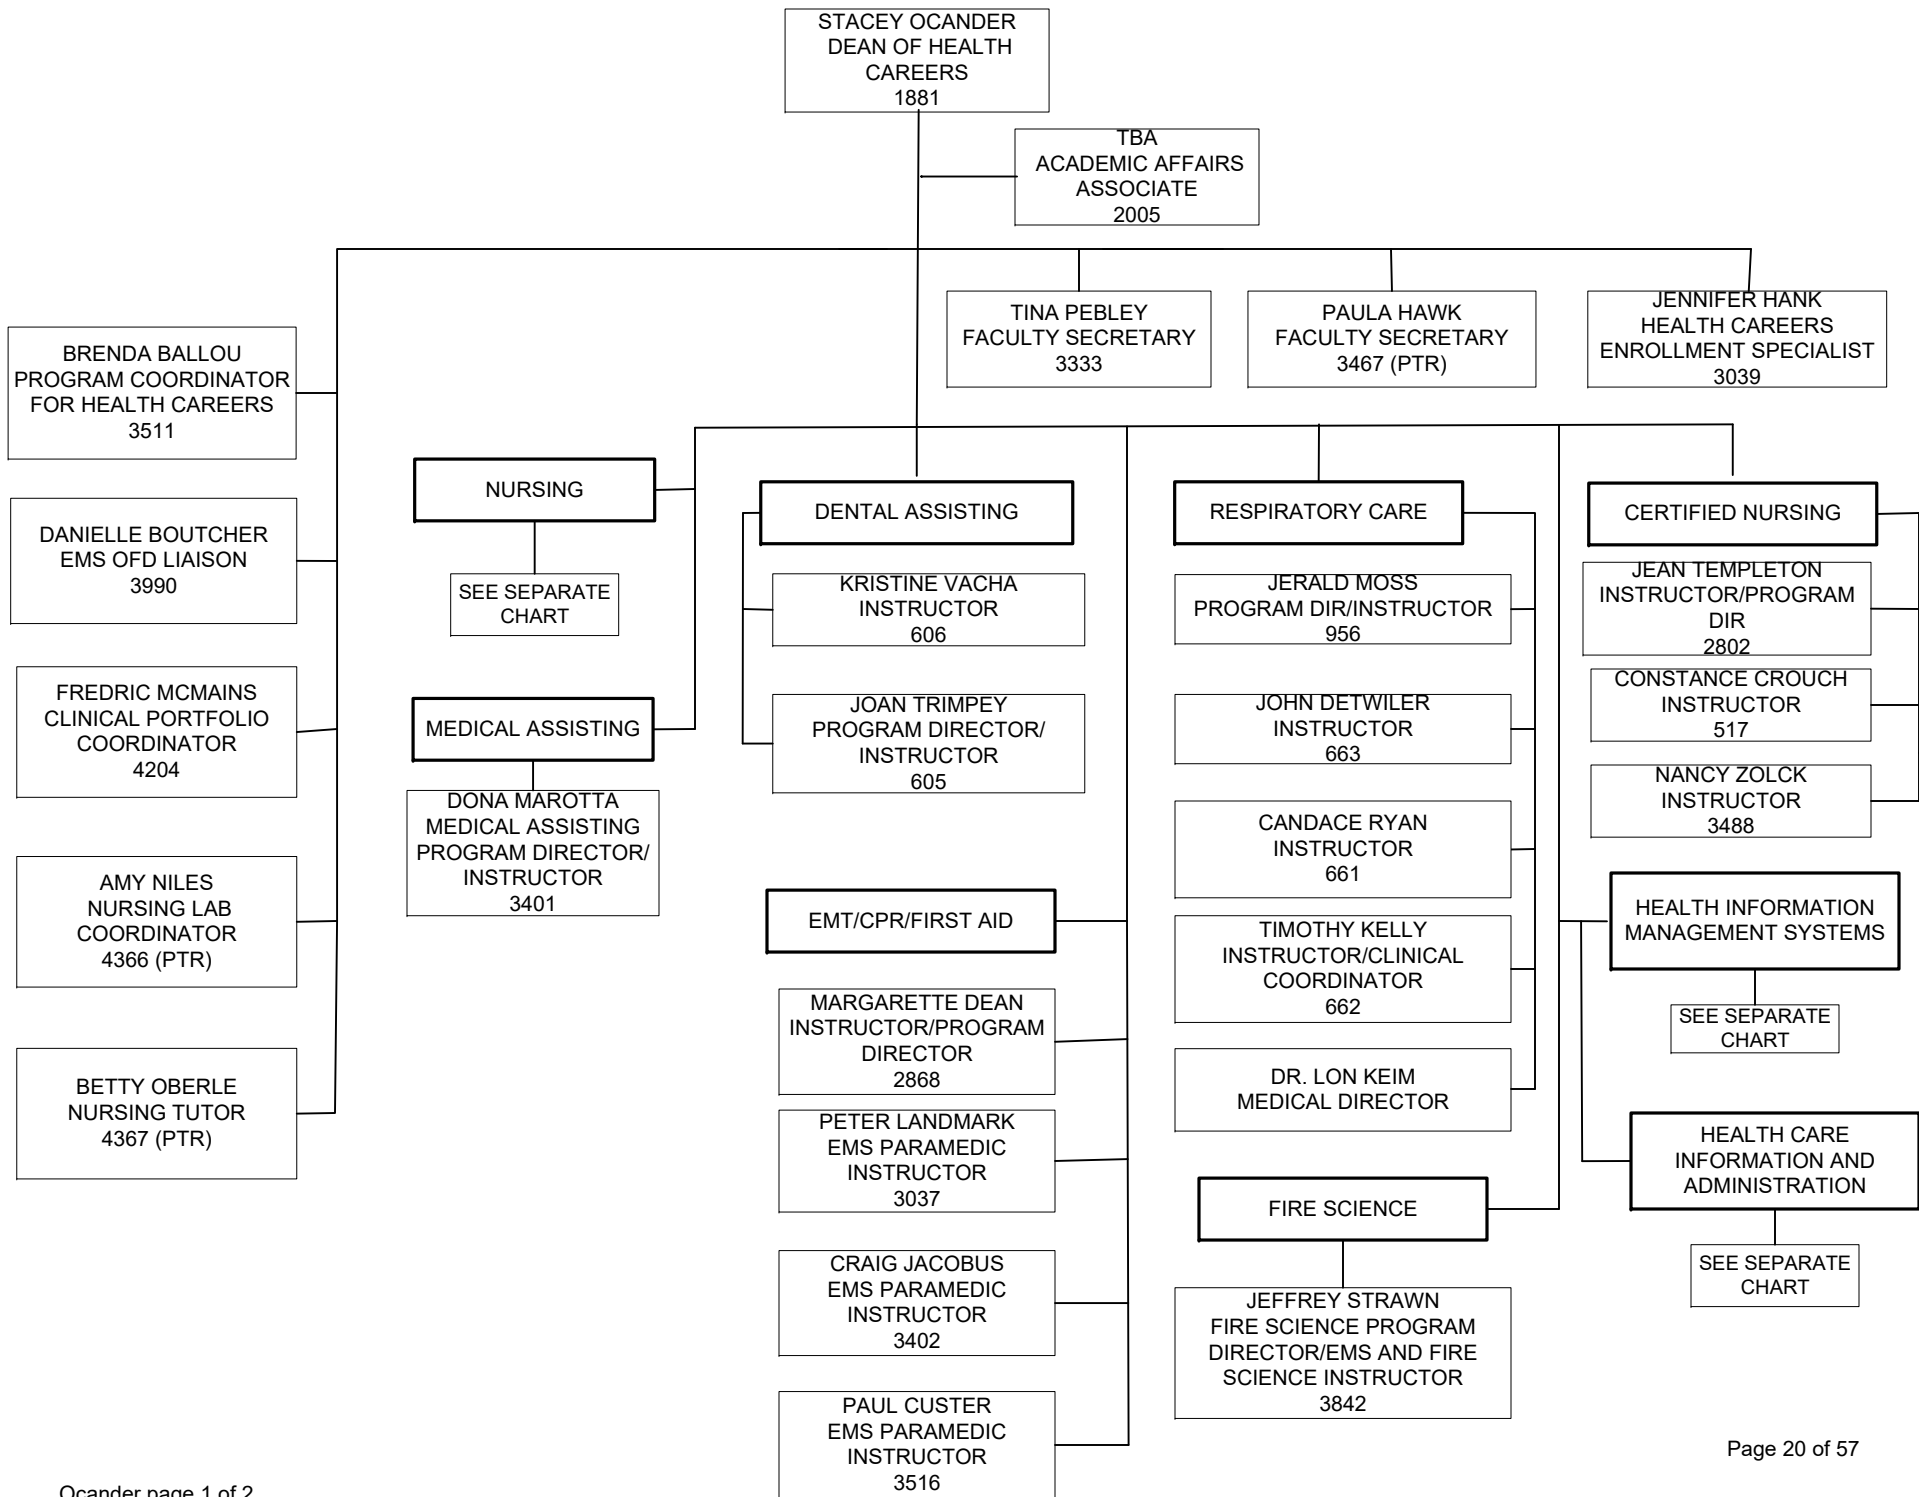 STACEY OCANDER
DEAN OF HEALTH
CAREERS
1881
TBA
ACADEMIC AFFAIRS
ASSOCIATE
2005
TINA PEBLEY
FACULTY SECRETARY
3333
PAULA HAWK
FACULTY SECRETARY
3467 (PTR)
JENNIFER HANK
HEALTH CAREERS
ENROLLMENT SPECIALIST
3039
BRENDA BALLOU
PROGRAM COORDINATOR
FOR HEALTH CAREERS
3511
DANIELLE BOUTCHER
EMS OFD LIAISON
3990
FREDRIC MCMAINS
CLINICAL PORTFOLIO
COORDINATOR
4204
AMY NILES
NURSING LAB
COORDINATOR
4366 (PTR)
BETTY OBERLE
NURSING TUTOR
4367 (PTR)
NURSING
SEE SEPARATE
CHART
MEDICAL ASSISTING
DONA MAROTTA
MEDICAL ASSISTING
PROGRAM DIRECTOR/
INSTRUCTOR
3401
DENTAL ASSISTING
KRISTINE VACHA
INSTRUCTOR
606
JOAN TRIMPEY
PROGRAM DIRECTOR/
INSTRUCTOR
605
EMT/CPR/FIRST AID
MARGARETTE DEAN
INSTRUCTOR/PROGRAM
DIRECTOR
2868
PETER LANDMARK
EMS PARAMEDIC
INSTRUCTOR
3037
CRAIG JACOBUS
EMS PARAMEDIC
INSTRUCTOR
3402
PAUL CUSTER
EMS PARAMEDIC
INSTRUCTOR
3516
RESPIRATORY CARE
JERALD MOSS
PROGRAM DIR/INSTRUCTOR
956
JOHN DETWILER
INSTRUCTOR
663
CANDACE RYAN
INSTRUCTOR
661
TIMOTHY KELLY
INSTRUCTOR/CLINICAL
COORDINATOR
662
DR. LON KEIM
MEDICAL DIRECTOR
FIRE SCIENCE
JEFFREY STRAWN
FIRE SCIENCE PROGRAM
DIRECTOR/EMS AND FIRE
SCIENCE INSTRUCTOR
3842
CERTIFIED NURSING
JEAN TEMPLETON
INSTRUCTOR/PROGRAM
DIR
2802
CONSTANCE CROUCH
INSTRUCTOR
517
NANCY ZOLCK
INSTRUCTOR
3488
HEALTH INFORMATION
MANAGEMENT SYSTEMS
SEE SEPARATE
CHART
HEALTH CARE
INFORMATION AND
ADMINISTRATION
SEE SEPARATE
CHART
Page 20 of 57
Ocander page 1 of 2